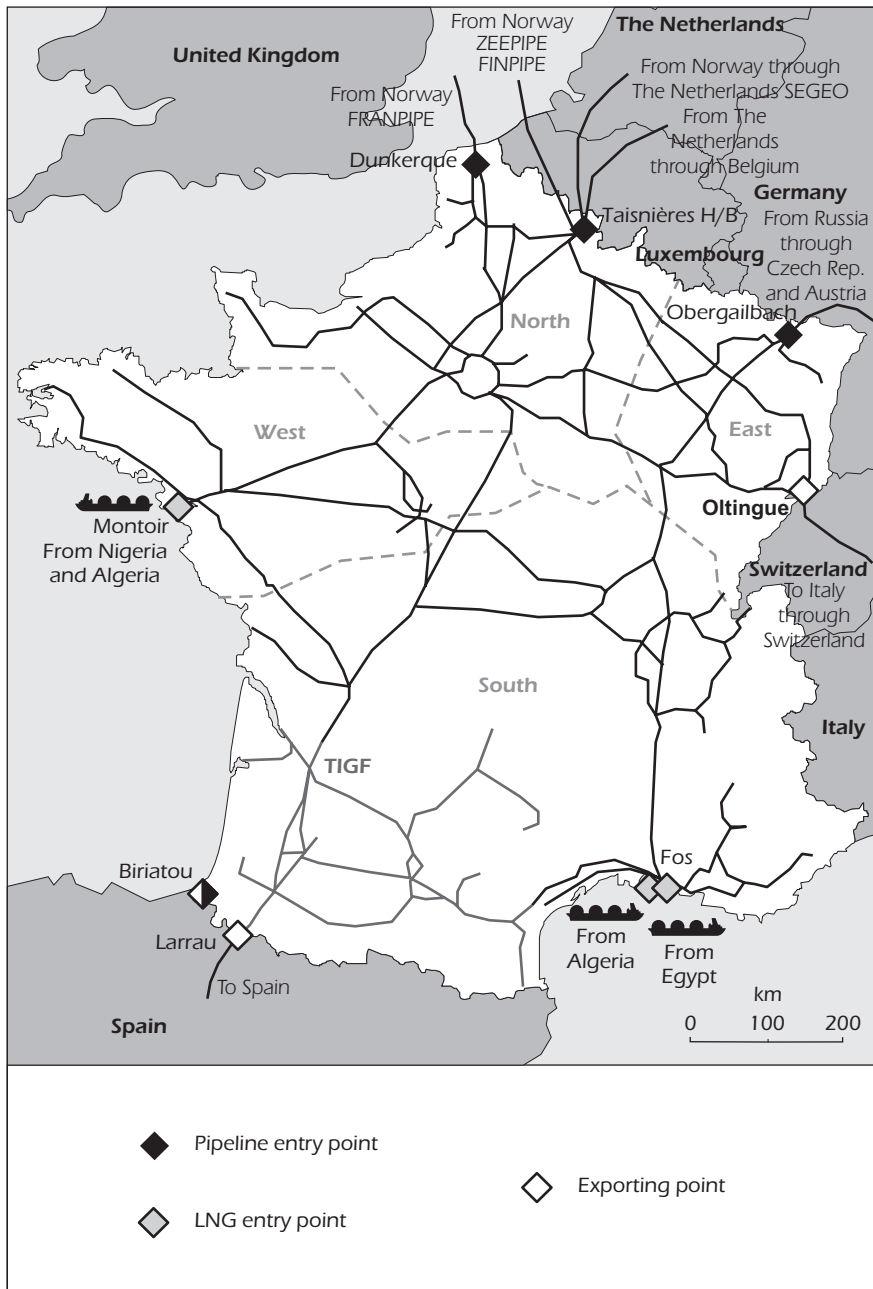 United Kingdom
From Norway
ZEEPIPE
FINPIPE
The Netherlands
From Norway through
The Netherlands SEGEO
From The
Netherlands
through Belgium
From Norway
FRANPIPE
Dunkerque
Taisnières H/B
Germany
From Russia
through
Czech Rep.
and Austria
Luxembourg
Obergailbach
North
West
East
Oltingue
Montoir
From Nigeria
and Algeria
Switzerland
To Italy
through
Switzerland
South
Italy
TIGF
Fos
Biriatou
Larrau
From
Algeria
From
Egypt
To Spain
Spain
km
0 100 200
Pipeline entry point
Exporting point
LNG entry point